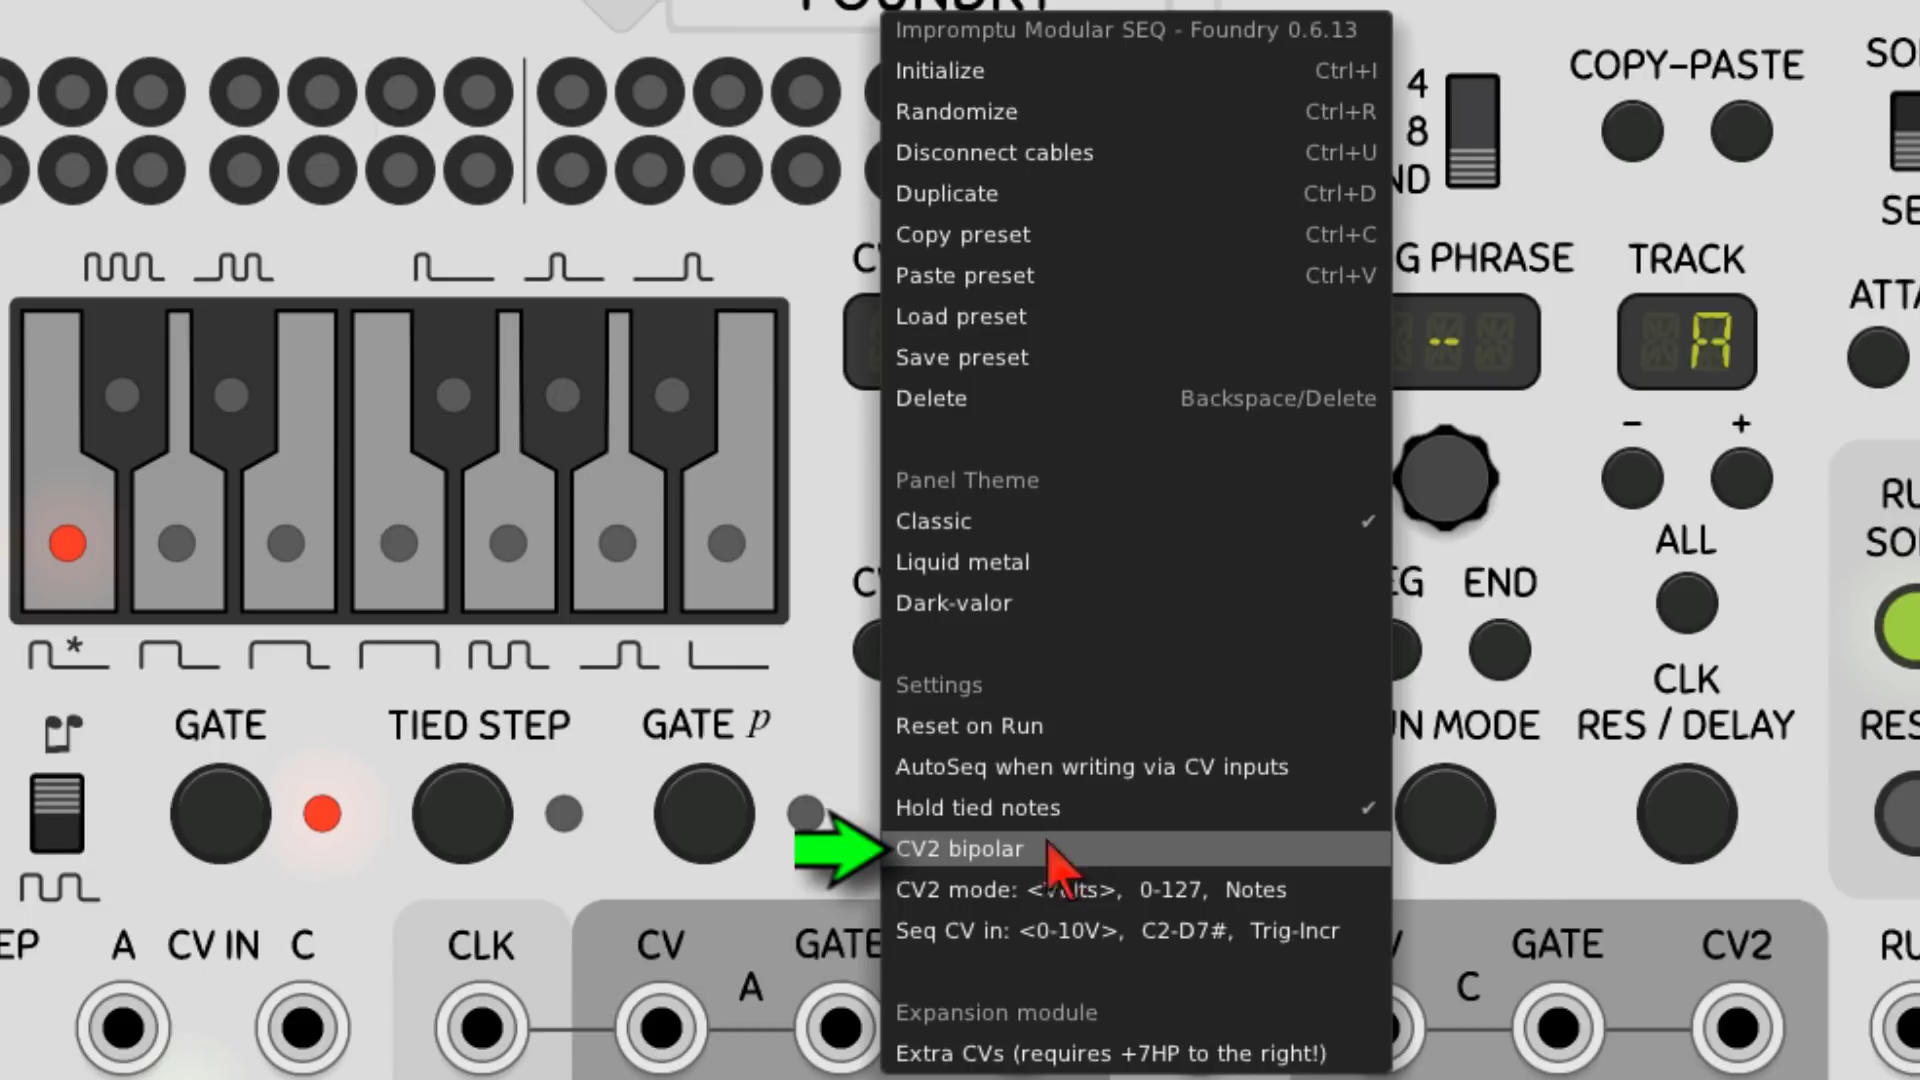 FOUNDRY
Impromptu Modular SEQ - Foundry 0.6.13
Initialize Ctrl+I
Randomize Ctrl+R
Disconnect cables Ctrl+U
Duplicate Ctrl+D
Copy preset Ctrl+C
Paste preset Ctrl+V
Load preset
Save preset
Delete Backspace/Delete
Panel Theme
Classic ✔
Liquid metal
Dark-valor
Settings
Reset on Run
AutoSeq when writing via CV inputs
Hold tied notes ✔
CV2 bipolar
CV2 mode: <Volts>, 0-127, Notes
Seq CV in: <0-10V>, C2-D7#, Trig-Incr
Expansion module
Extra CVs (requires +7HP to the right!)
4
8
COPY–PASTE
PHRASE
TRACK
A
- +
ALL
END
CLK
RES / DELAY
MODE
*
GATE
TIED STEP
GATE p
A CV IN C
CLK
CV
GATE
A
C
GATE
CV2